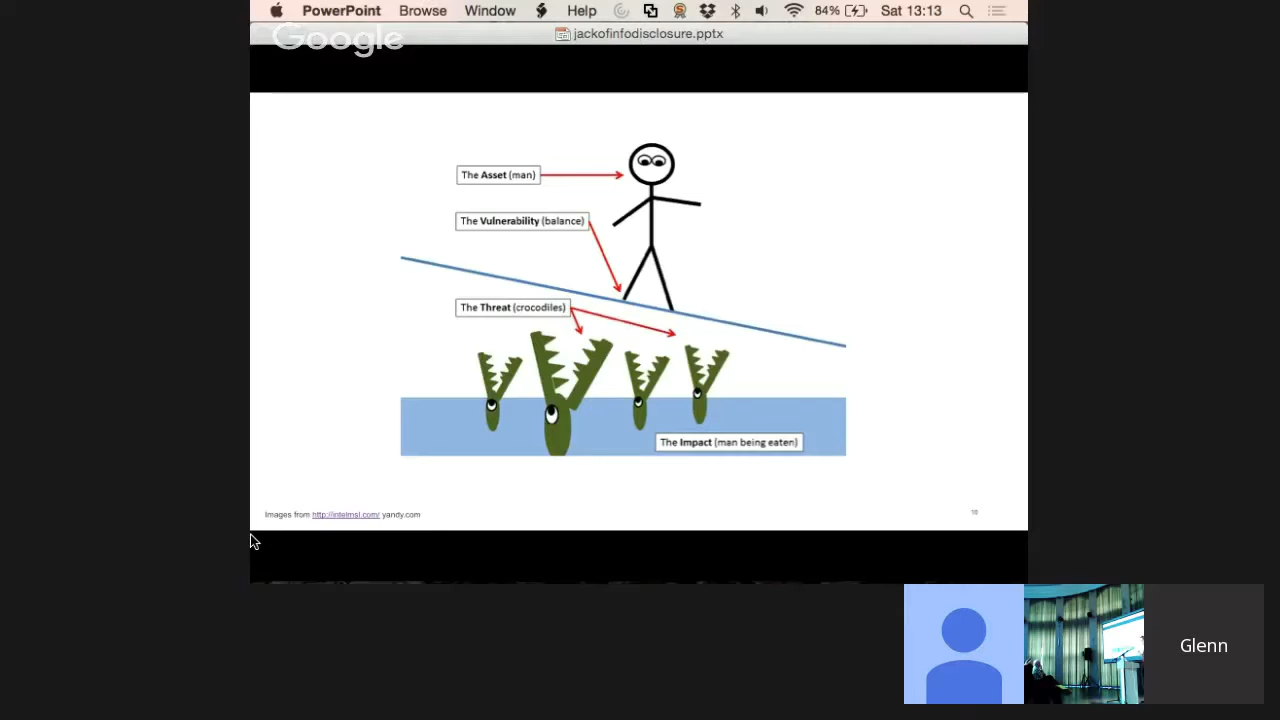 PowerPoint Browse Window Help 84% Sat 13:13
Google
jackofinfodisclosure.pptx
The Asset (man)
The Vulnerability (balance)
The Threat (crocodiles)
The Impact (man being eaten)
Images from http://intelmsl.com/ yandy.com
18
Glenn